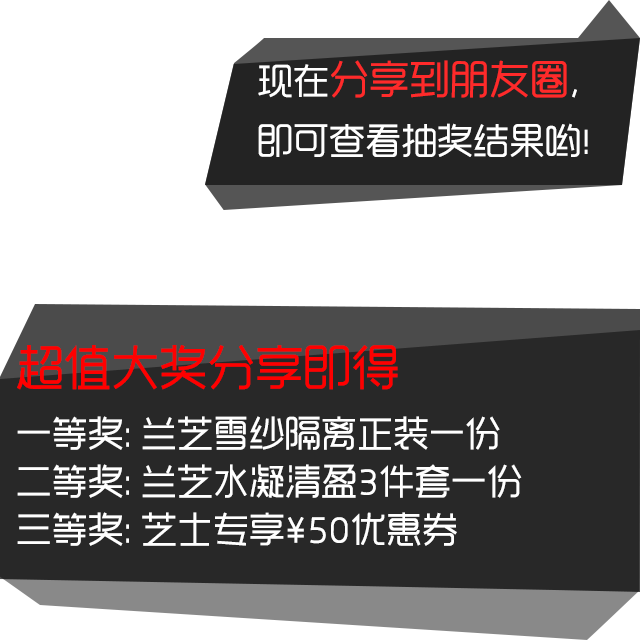 现在分享到朋友圈,
即可查看抽奖结果哟!
超值大奖分享即得
一等奖: 兰芝雪纱隔离正装一份
二等奖: 兰芝水凝清盈3件套一份
三等奖: 芝士专享¥50优惠券